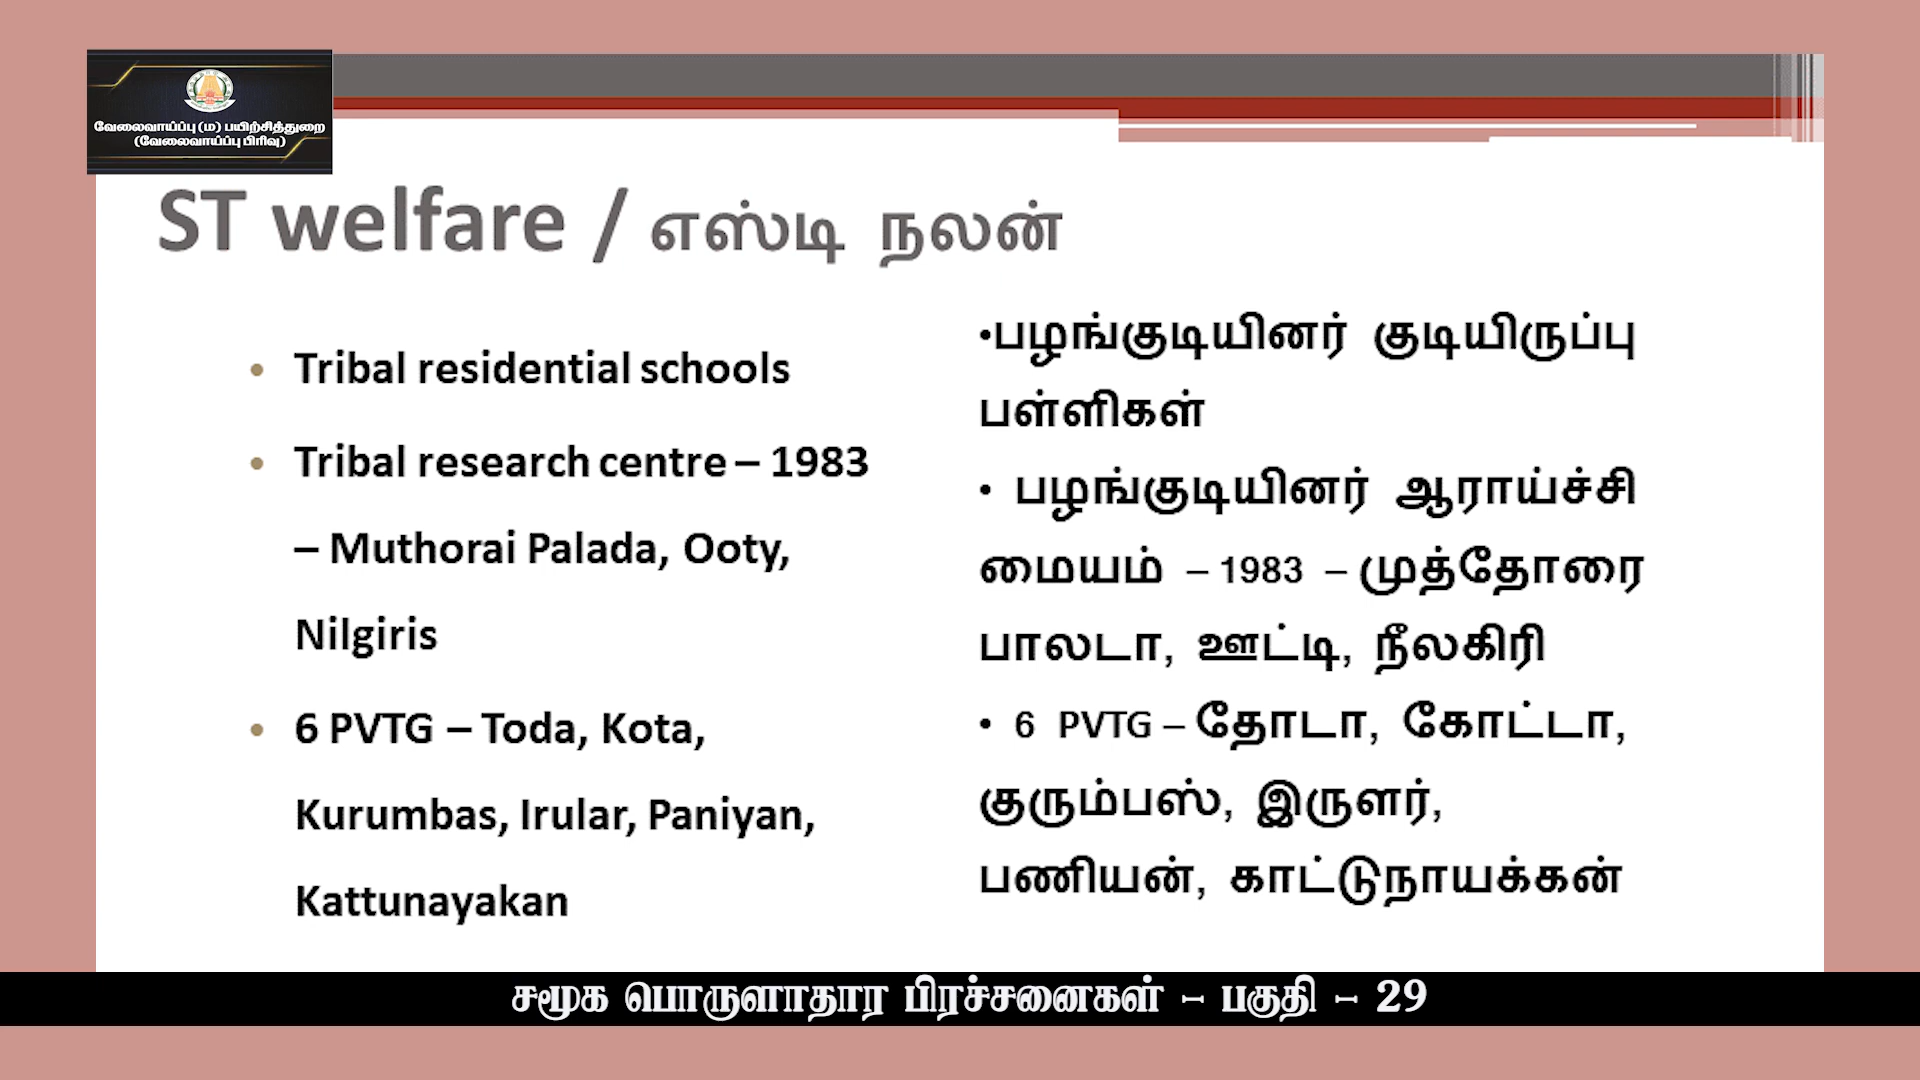 வேலைவாய்ப்பு (ம) பயிற்சித்துறை
(வேலைவாய்ப்பு பிரிவு)
ST welfare / எஸ்டி நலன்
• Tribal residential schools
• Tribal research centre – 1983
– Muthorai Palada, Ooty,
Nilgiris
• 6 PVTG – Toda, Kota,
Kurumbas, Irular, Paniyan,
Kattunayakan
•பழங்குடியினர் குடியிருப்பு
பள்ளிகள்
• பழங்குடியினர் ஆராய்ச்சி
மையம் – 1983 – முத்தோரை
பாலடா, ஊட்டி, நீலகிரி
• 6 PVTG – தோடா, கோட்டா,
குரும்பஸ், இருளர்,
பணியன், காட்டுநாயக்கன்
சமூக பொருளாதார பிரச்சனைகள் - பகுதி - 29